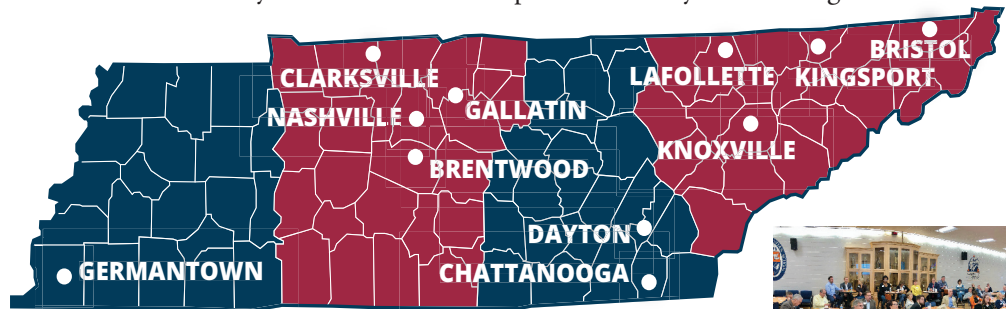 CLARKSVILLE
NASHVILLE
GALLATIN
BRENTWOOD
LAFOLLETTE
KINGSPORT
BRISTOL
KNOXVILLE
DAYTON
CHATTANOOGA
GERMANTOWN